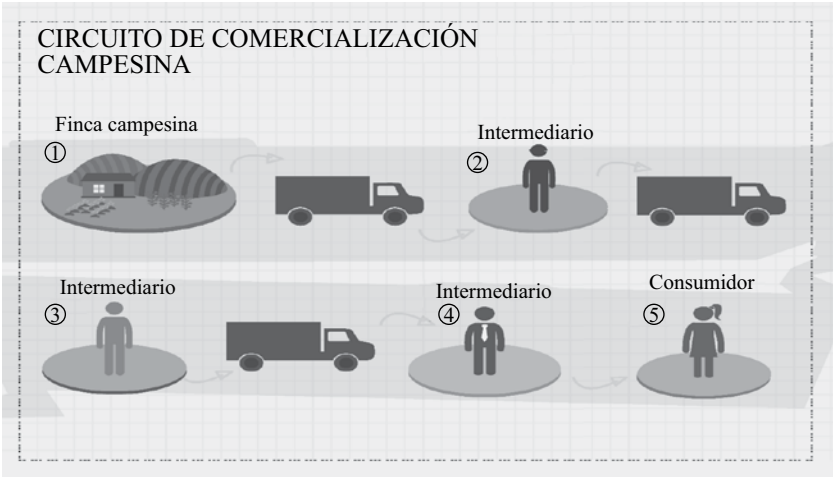 CIRCUITO DE COMERCIALIZACIÓN
CAMPESINA
Finca campesina
①
Intermediario
②
Intermediario
③
Intermediario
④
Consumidor
⑤